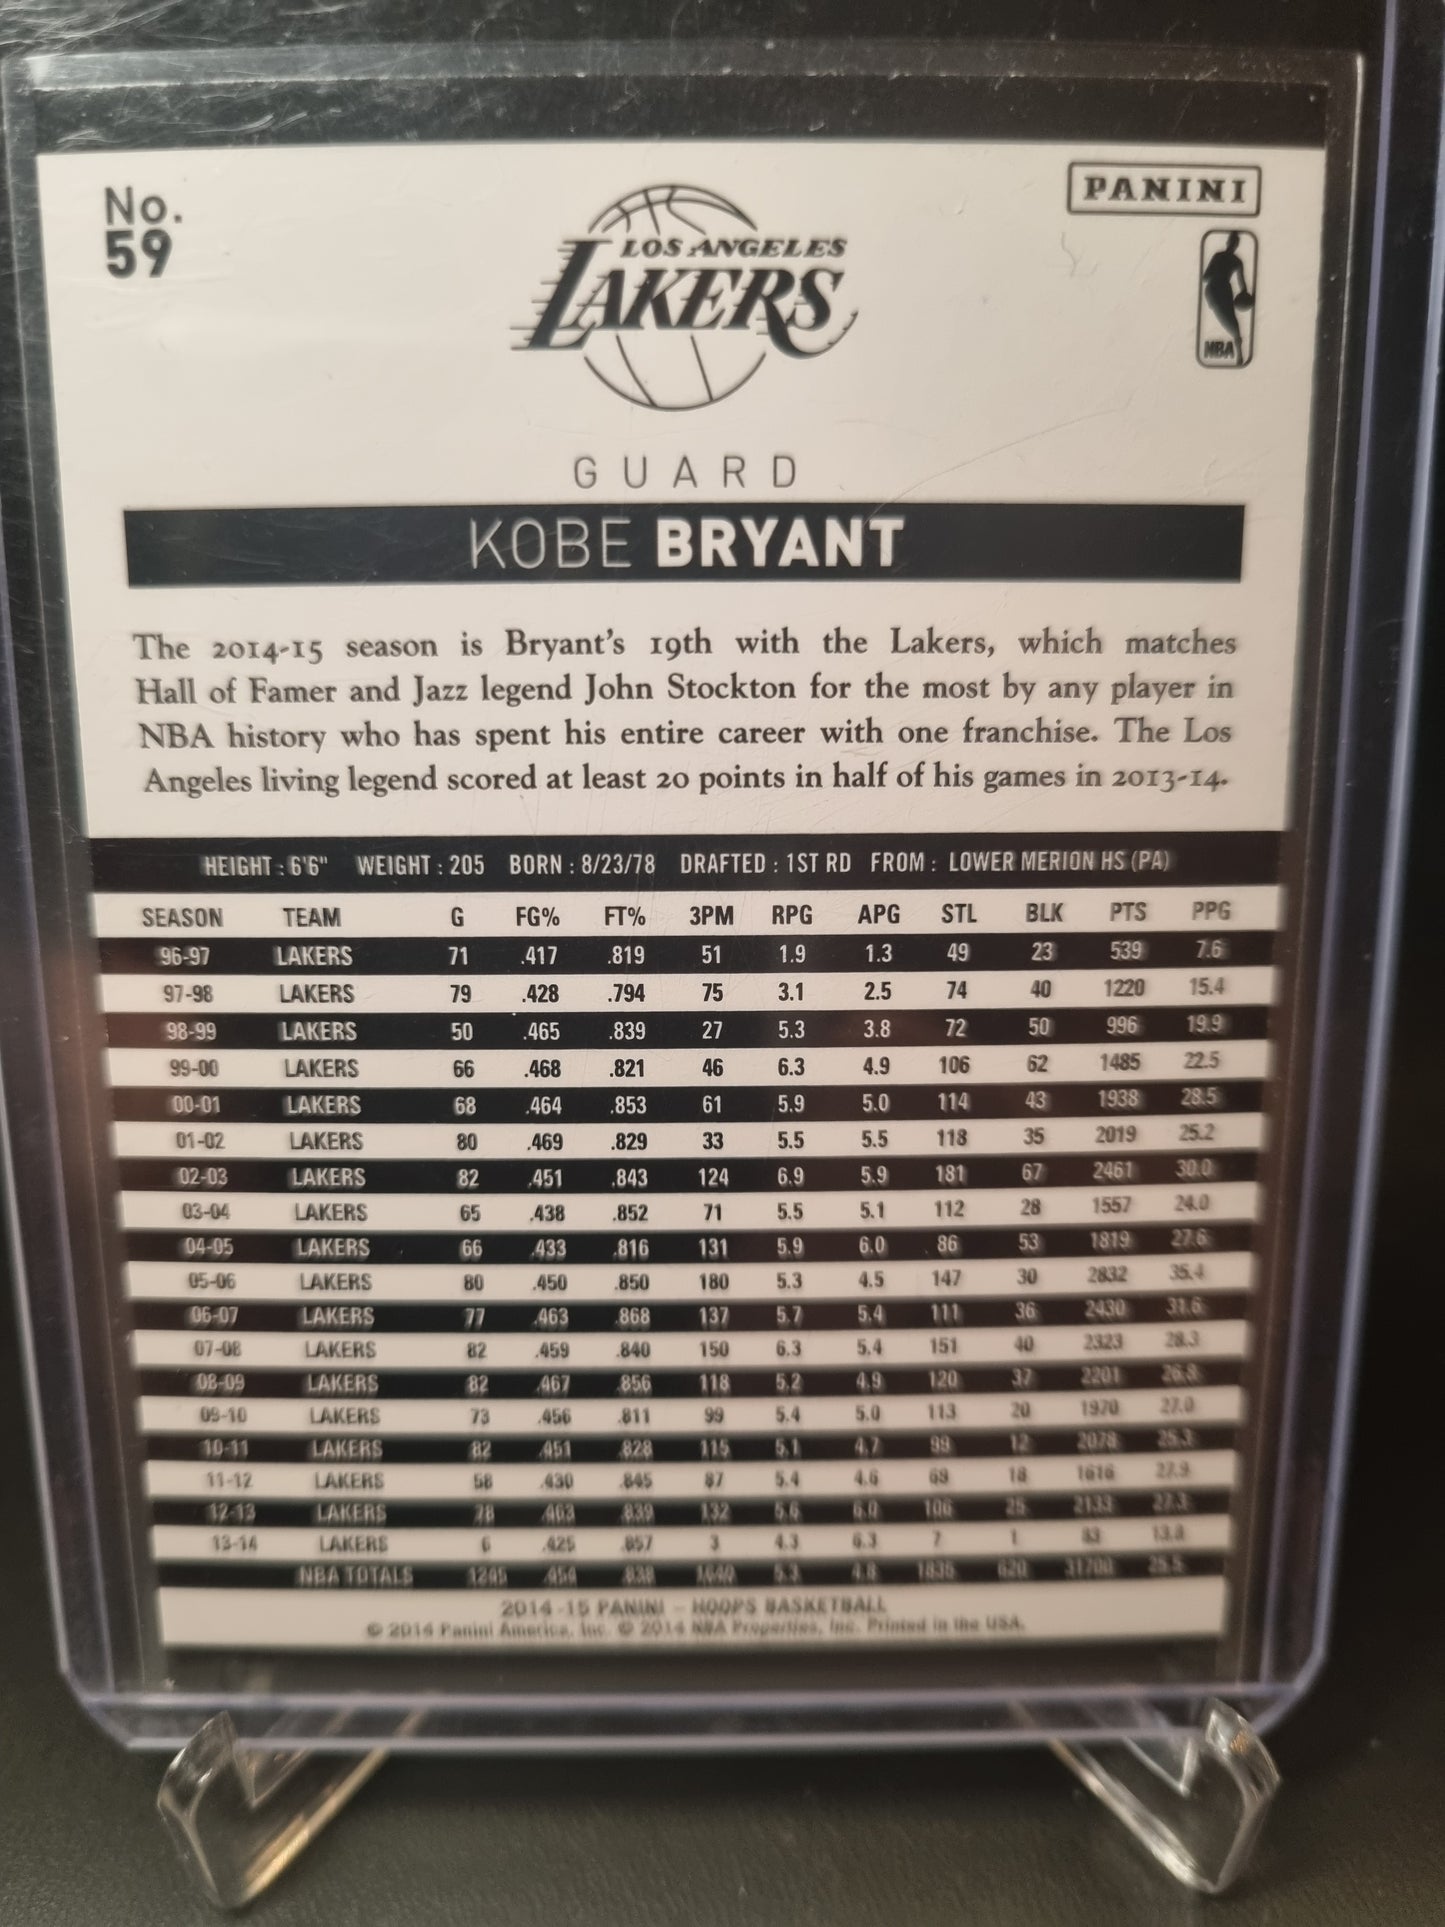 No.
59
PANINI
LOS ANGELES
LAKERS
NBA
GUARD
KOBE BRYANT
The 2014-15 season is Bryant's 19th with the Lakers, which matches
Hall of Famer and Jazz legend John Stockton for the most by any player in
NBA history who has spent his entire career with one franchise. The Los
Angeles living legend scored at least 20 points in half of his games in 2013-14.
HEIGHT : 6'6" WEIGHT : 205 BORN : 8/23/78 DRAFTED : 1ST RD FROM : LOWER MERION HS (PA)
SEASON TEAM G FG% FT% 3PM RPG APG STL BLK PTS PPG
96-97 LAKERS 71 .417 .819 51 1.9 1.3 49 23 539 7.6
97-98 LAKERS 79 .428 .794 75 3.1 2.5 74 40 1220 15.4
98-99 LAKERS 50 .465 .839 27 5.3 3.8 72 50 996 19.9
99-00 LAKERS 66 .468 .821 46 6.3 4.9 106 62 1485 22.5
00-01 LAKERS 68 .464 .853 61 5.9 5.0 114 43 1938 28.5
01-02 LAKERS 80 .469 .829 33 5.5 5.5 118 35 2019 25.2
02-03 LAKERS 82 .451 .843 124 6.9 5.9 181 67 2461 30.0
03-04 LAKERS 65 .438 .852 71 5.5 5.1 112 28 1557 24.0
04-05 LAKERS 66 .433 .816 131 5.9 6.0 86 53 1819 27.6
05-06 LAKERS 80 .450 .850 180 5.3 4.5 147 30 2832 35.4
06-07 LAKERS 77 .463 .868 137 5.7 5.4 111 36 2430 31.6
07-08 LAKERS 82 .459 .840 150 6.3 5.4 151 40 2323 28.3
08-09 LAKERS 82 .467 .856 118 5.2 4.9 120 37 2201 26.8
09-10 LAKERS 73 .456 .811 99 5.4 5.0 113 20 1970 27.0
10-11 LAKERS 82 .451 .828 115 5.1 4.7 99 12 2078 25.3
11-12 LAKERS 58 .430 .845 87 5.4 4.6 69 18 1616 27.9
12-13 LAKERS 78 .463 .839 132 5.6 6.0 106 25 2133 27.3
13-14 LAKERS 6 .425 .857 3 4.3 6.3 7 1 83 13.8
NBA TOTALS 1245 .454 .838 1640 5.3 4.8 1835 620 31700 25.5
2014-15 PANINI – HOOPS BASKETBALL
© 2014 Panini America, Inc. © 2014 NBA Properties, Inc. Printed in the USA.